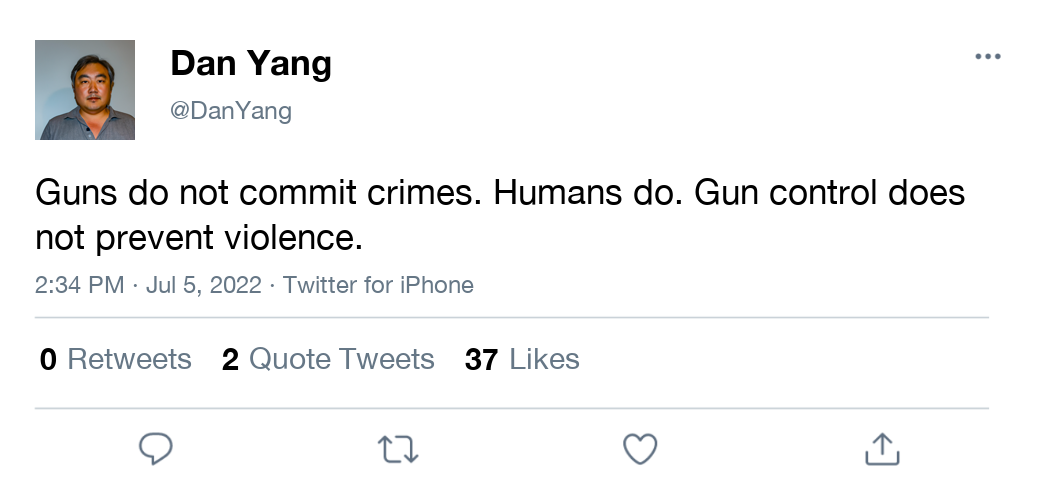 Dan Yang
@DanYang
Guns do not commit crimes. Humans do. Gun control does
not prevent violence.
2:34 PM · Jul 5, 2022 · Twitter for iPhone
0 Retweets 2 Quote Tweets 37 Likes